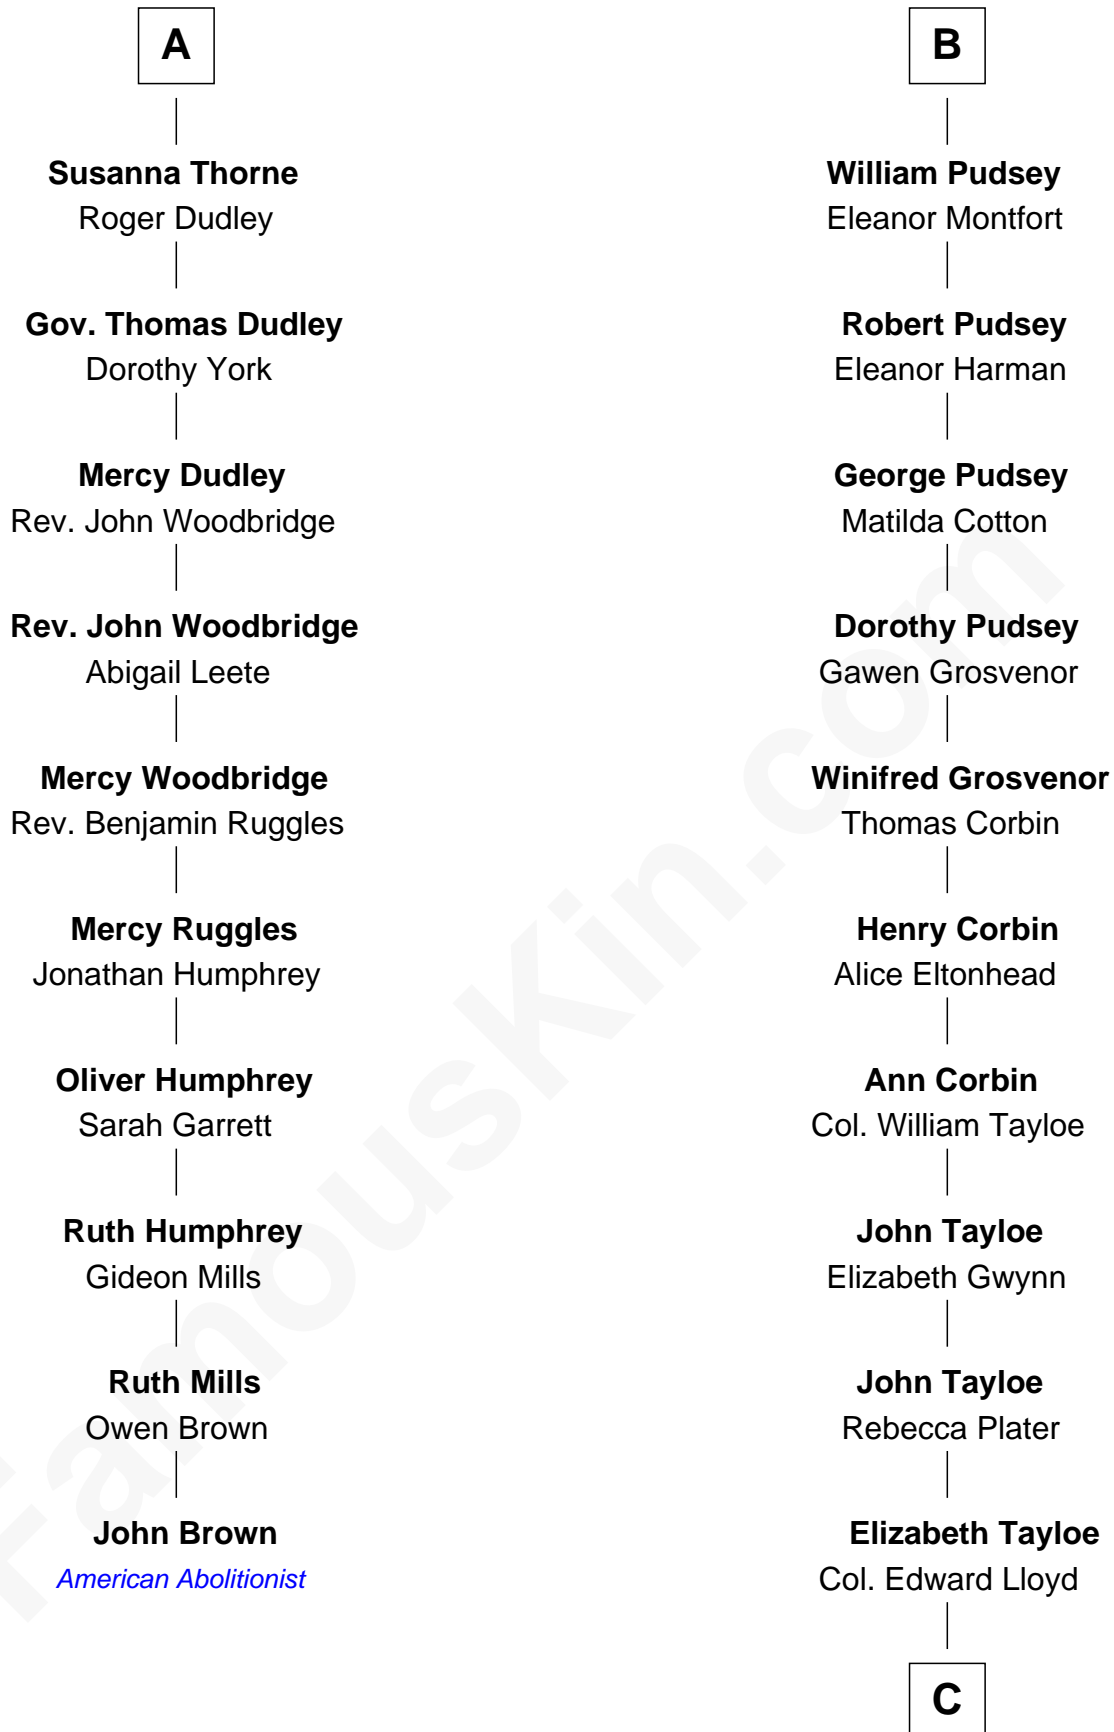 A
Susanna Thorne
Roger Dudley
Gov. Thomas Dudley
Dorothy York
Mercy Dudley
Rev. John Woodbridge
Rev. John Woodbridge
Abigail Leete
Mercy Woodbridge
Rev. Benjamin Ruggles
Mercy Ruggles
Jonathan Humphrey
Oliver Humphrey
Sarah Garrett
Ruth Humphrey
Gideon Mills
Ruth Mills
Owen Brown
John Brown
American Abolitionist
B
William Pudsey
Eleanor Montfort
Robert Pudsey
Eleanor Harman
George Pudsey
Matilda Cotton
Dorothy Pudsey
Gawen Grosvenor
Winifred Grosvenor
Thomas Corbin
Henry Corbin
Alice Eltonhead
Ann Corbin
Col. William Tayloe
John Tayloe
Elizabeth Gwynn
John Tayloe
Rebecca Plater
Elizabeth Tayloe
Col. Edward Lloyd
C
FamousKin.com